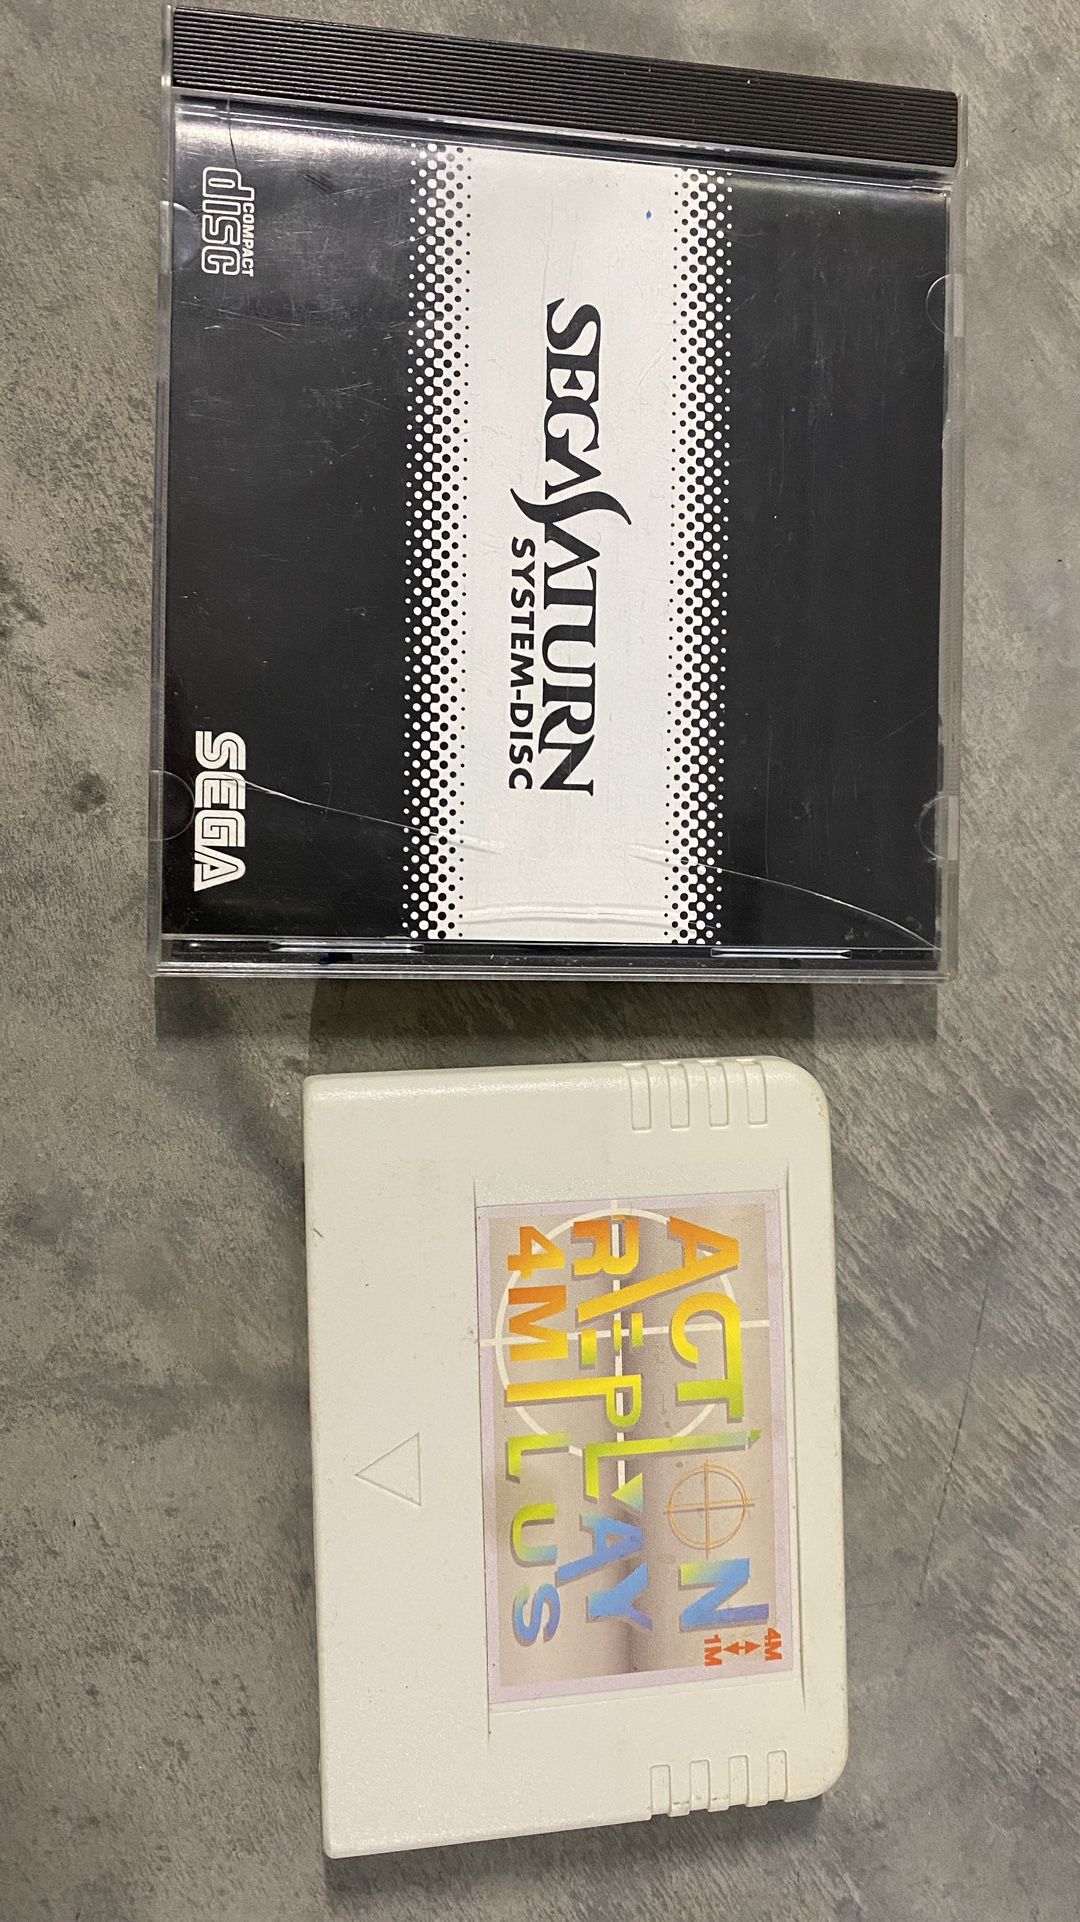 SEGA SATURN
SYSTEM-DISC
COMPACT
disc
SEGA
ACTION
REPLAY
4M PLUS
4M
1M